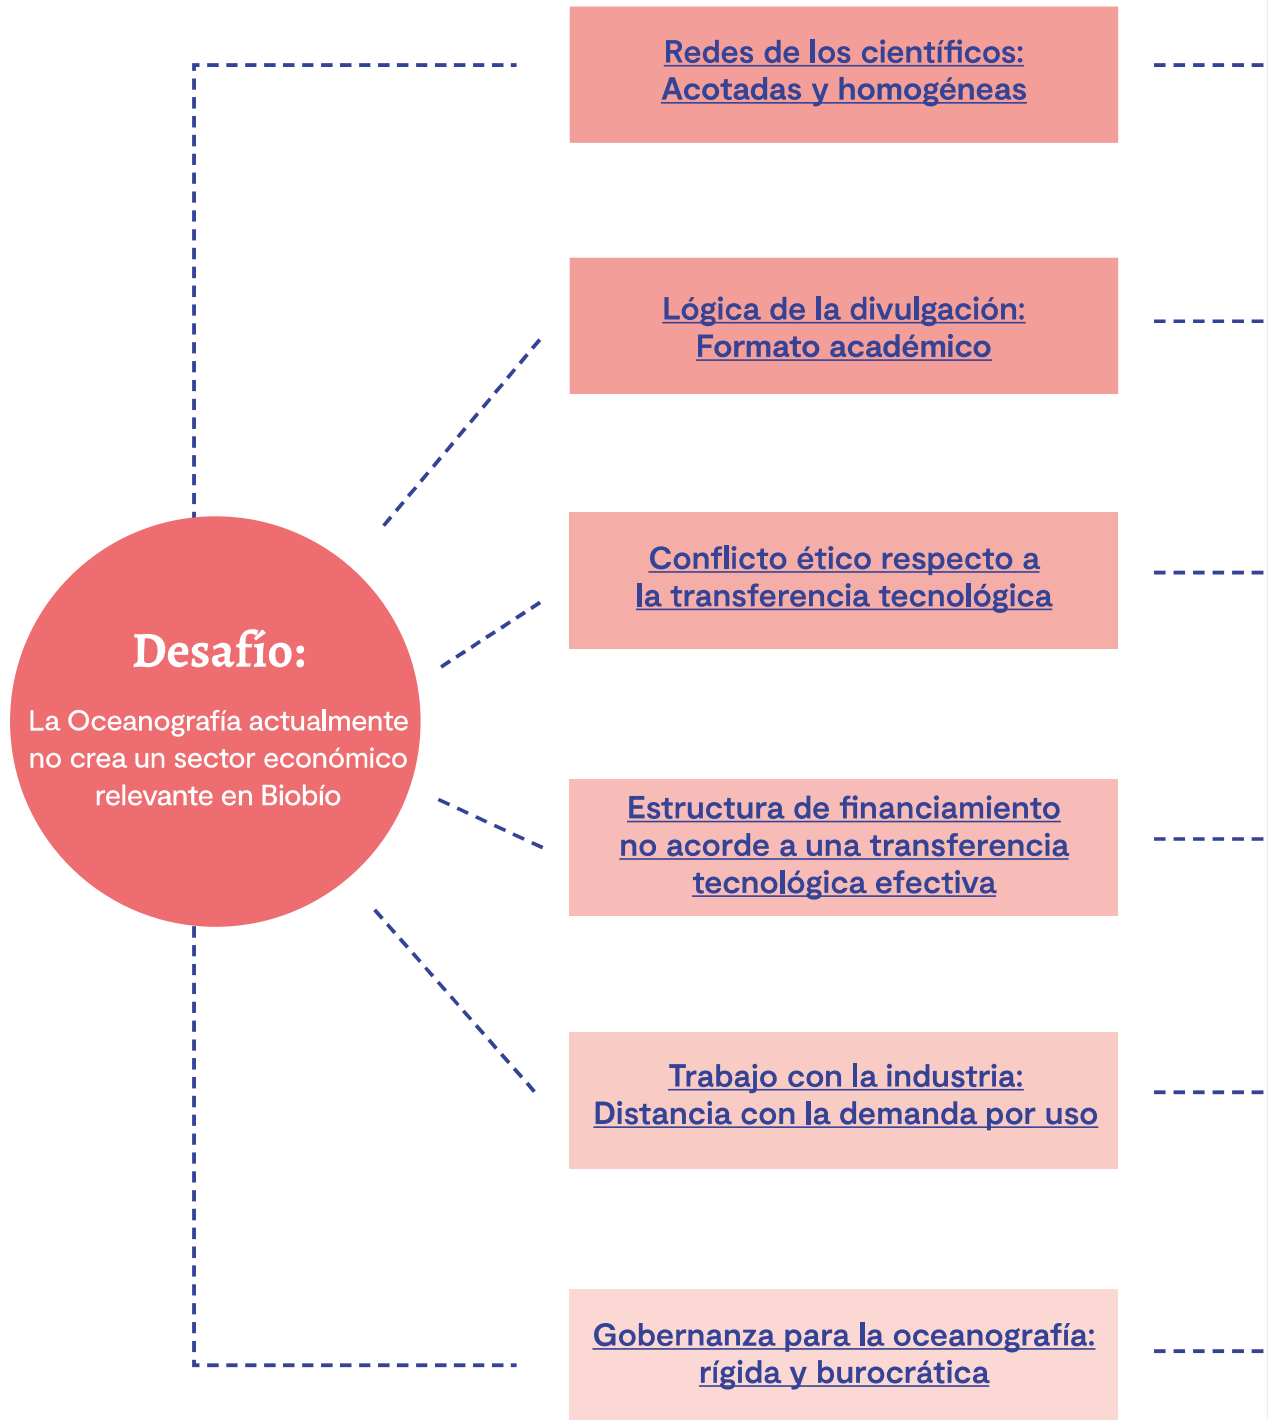 Redes de los científicos:
Acotadas y homogéneas
Lógica de la divulgación:
Formato académico
Conflicto ético respecto a
la transferencia tecnológica
Desafío:
La Oceanografía actualmente
no crea un sector económico
relevante en Biobío
Estructura de financiamiento
no acorde a una transferencia
tecnológica efectiva
Trabajo con la industria:
Distancia con la demanda por uso
Gobernanza para la oceanografía:
rígida y burocrática